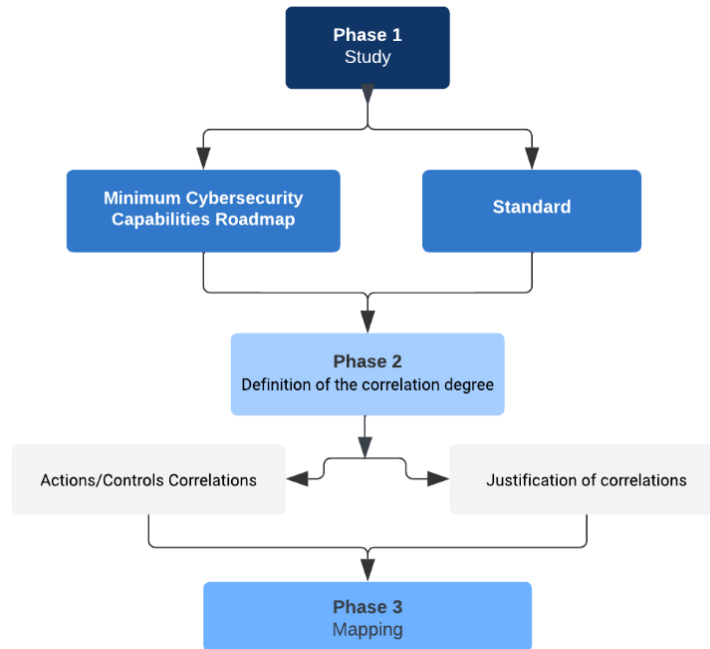 Phase 1
Study
Minimum Cybersecurity
Capabilities Roadmap
Standard
Phase 2
Definition of the correlation degree
Actions/Controls Correlations
Justification of correlations
Phase 3
Mapping